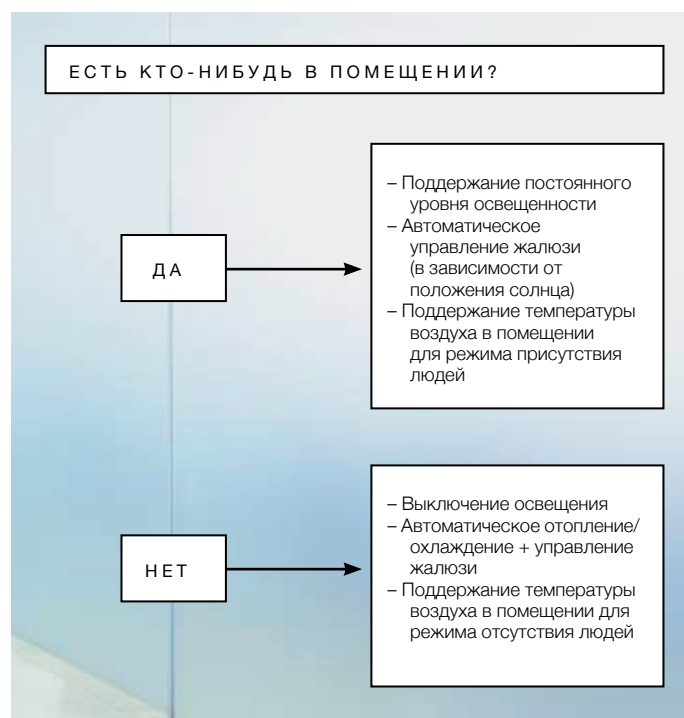 ЕСТЬ КТО-НИБУДЬ В ПОМЕЩЕНИИ?
ДА
– Поддержание постоянного
уровня освещенности
– Автоматическое
управление жалюзи
(в зависимости от
положения солнца)
– Поддержание температуры
воздуха в помещении
для режима присутствия
людей
НЕТ
– Выключение освещения
– Автоматическое отопление/
охлаждение + управление
жалюзи
– Поддержание температуры
воздуха в помещении для
режима отсутствия людей